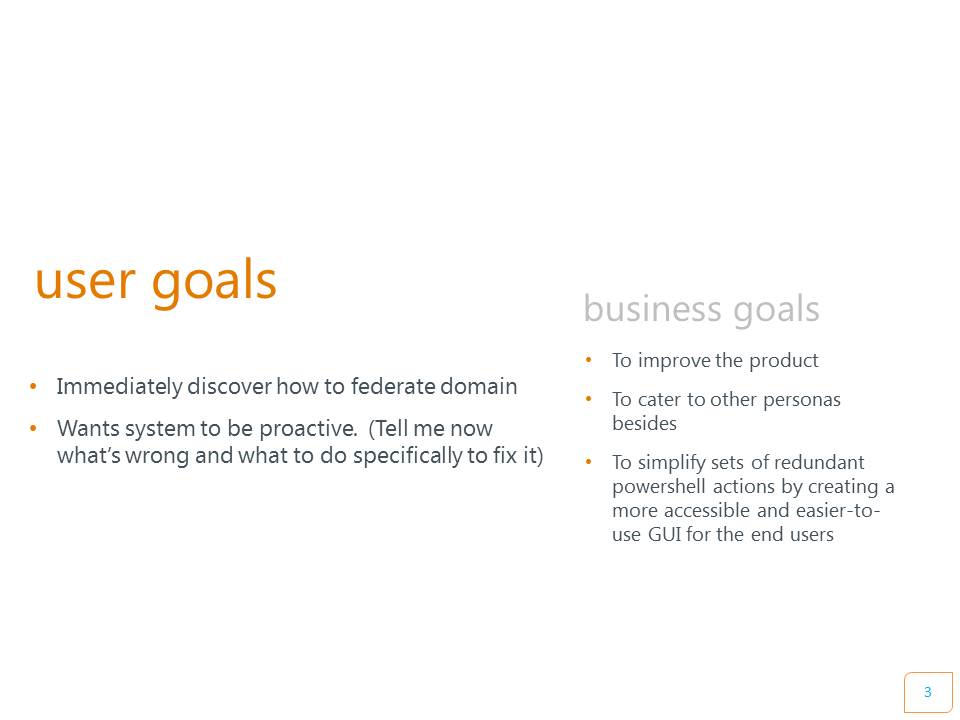 user goals
• Immediately discover how to federate domain
• Wants system to be proactive.  (Tell me now
what's wrong and what to do specifically to fix it)
business goals
• To improve the product
• To cater to other personas
besides
• To simplify sets of redundant
powershell actions by creating a
more accessible and easier-to-
use GUI for the end users
3